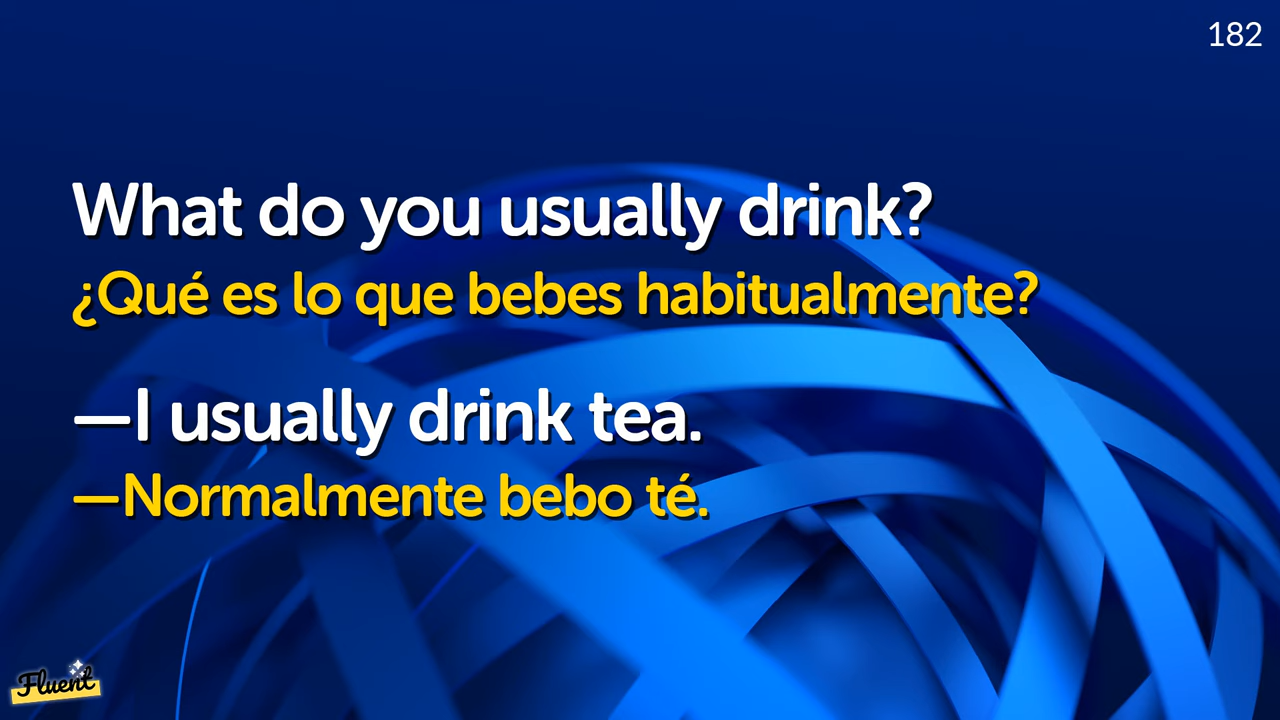 182
What do you usually drink?
¿Qué es lo que bebes habitualmente?
—I usually drink tea.
—Normalmente bebo té.
Fluent